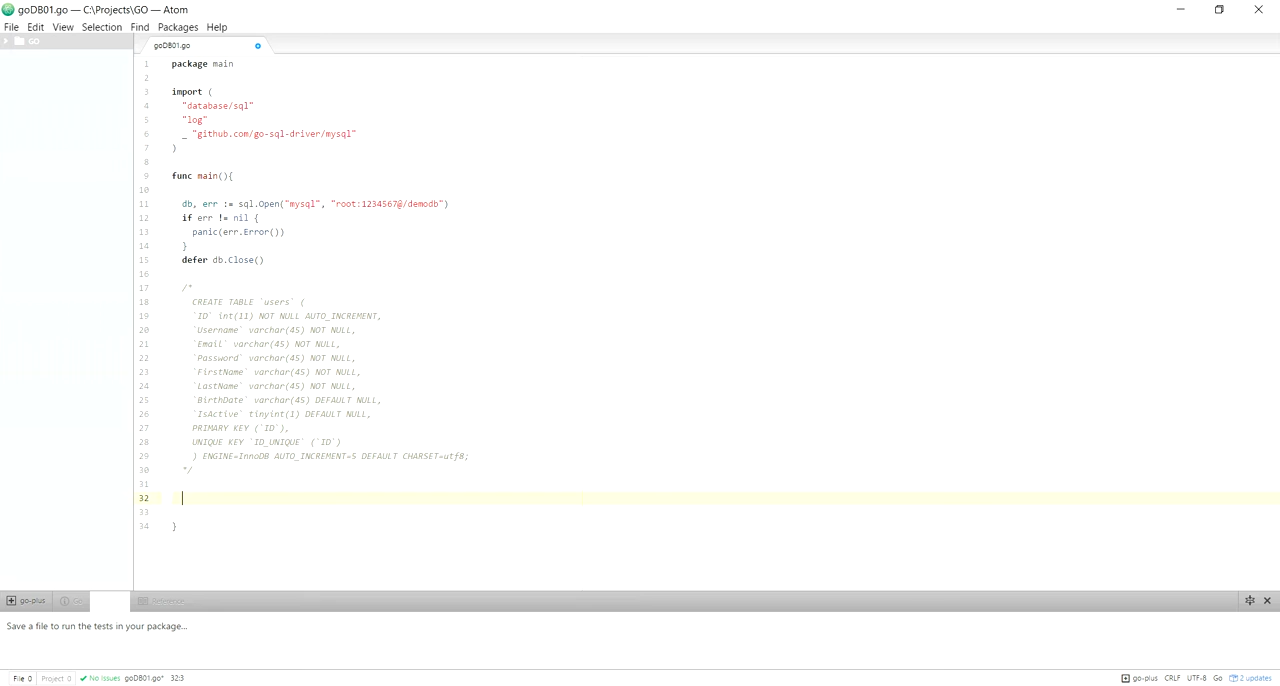 goDB01.go — C:\Projects\GO — Atom
File Edit View Selection Find Packages Help
GO
goDB01.go
1 package main
2
3 import (
4 "database/sql"
5 "log"
6 _ "github.com/go-sql-driver/mysql"
7 )
8
9 func main(){
10
11 db, err := sql.Open("mysql", "root:1234567@/demodb")
12 if err != nil {
13 panic(err.Error())
14 }
15 defer db.Close()
16
17 /*
18 CREATE TABLE `users` (
19 `ID` int(11) NOT NULL AUTO_INCREMENT,
20 `Username` varchar(45) NOT NULL,
21 `Email` varchar(45) NOT NULL,
22 `Password` varchar(45) NOT NULL,
23 `FirstName` varchar(45) NOT NULL,
24 `LastName` varchar(45) NOT NULL,
25 `BirthDate` varchar(45) DEFAULT NULL,
26 `IsActive` tinyint(1) DEFAULT NULL,
27 PRIMARY KEY (`ID`),
28 UNIQUE KEY `ID_UNIQUE` (`ID`)
29 ) ENGINE=InnoDB AUTO_INCREMENT=5 DEFAULT CHARSET=utf8;
30 */
31
32
33
34 }
go-plus Reference
Save a file to run the tests in your package...
File 0 Project 0 No Issues goDB01.go* 32:3 go-plus CRLF UTF-8 Go 2 updates